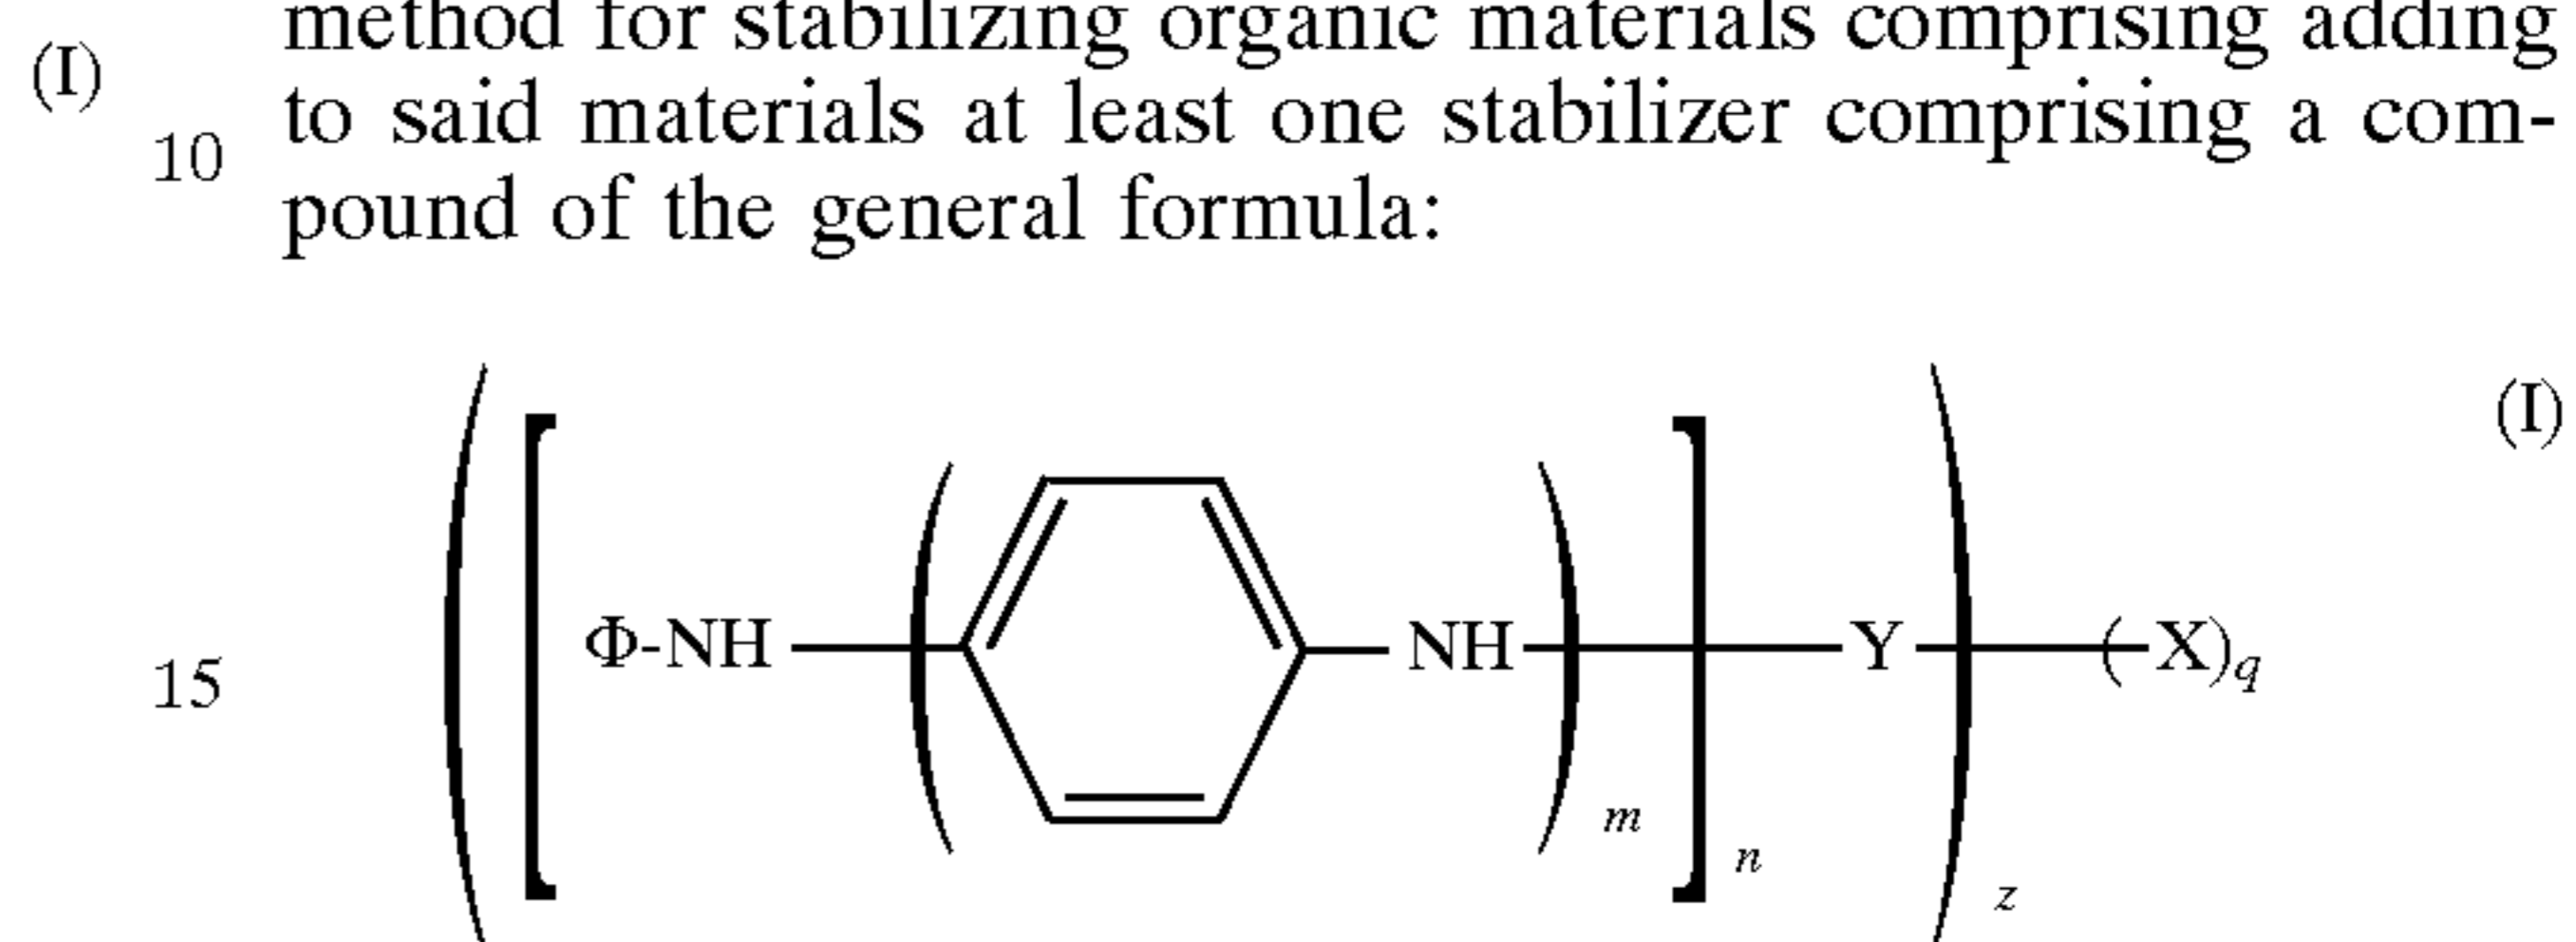 (I)
method for stabilizing organic materials comprising adding
to said materials at least one stabilizer comprising a com-
10
pound of the general formula:
(I)
Φ-NH NH Y (X)q
15
m
n
z